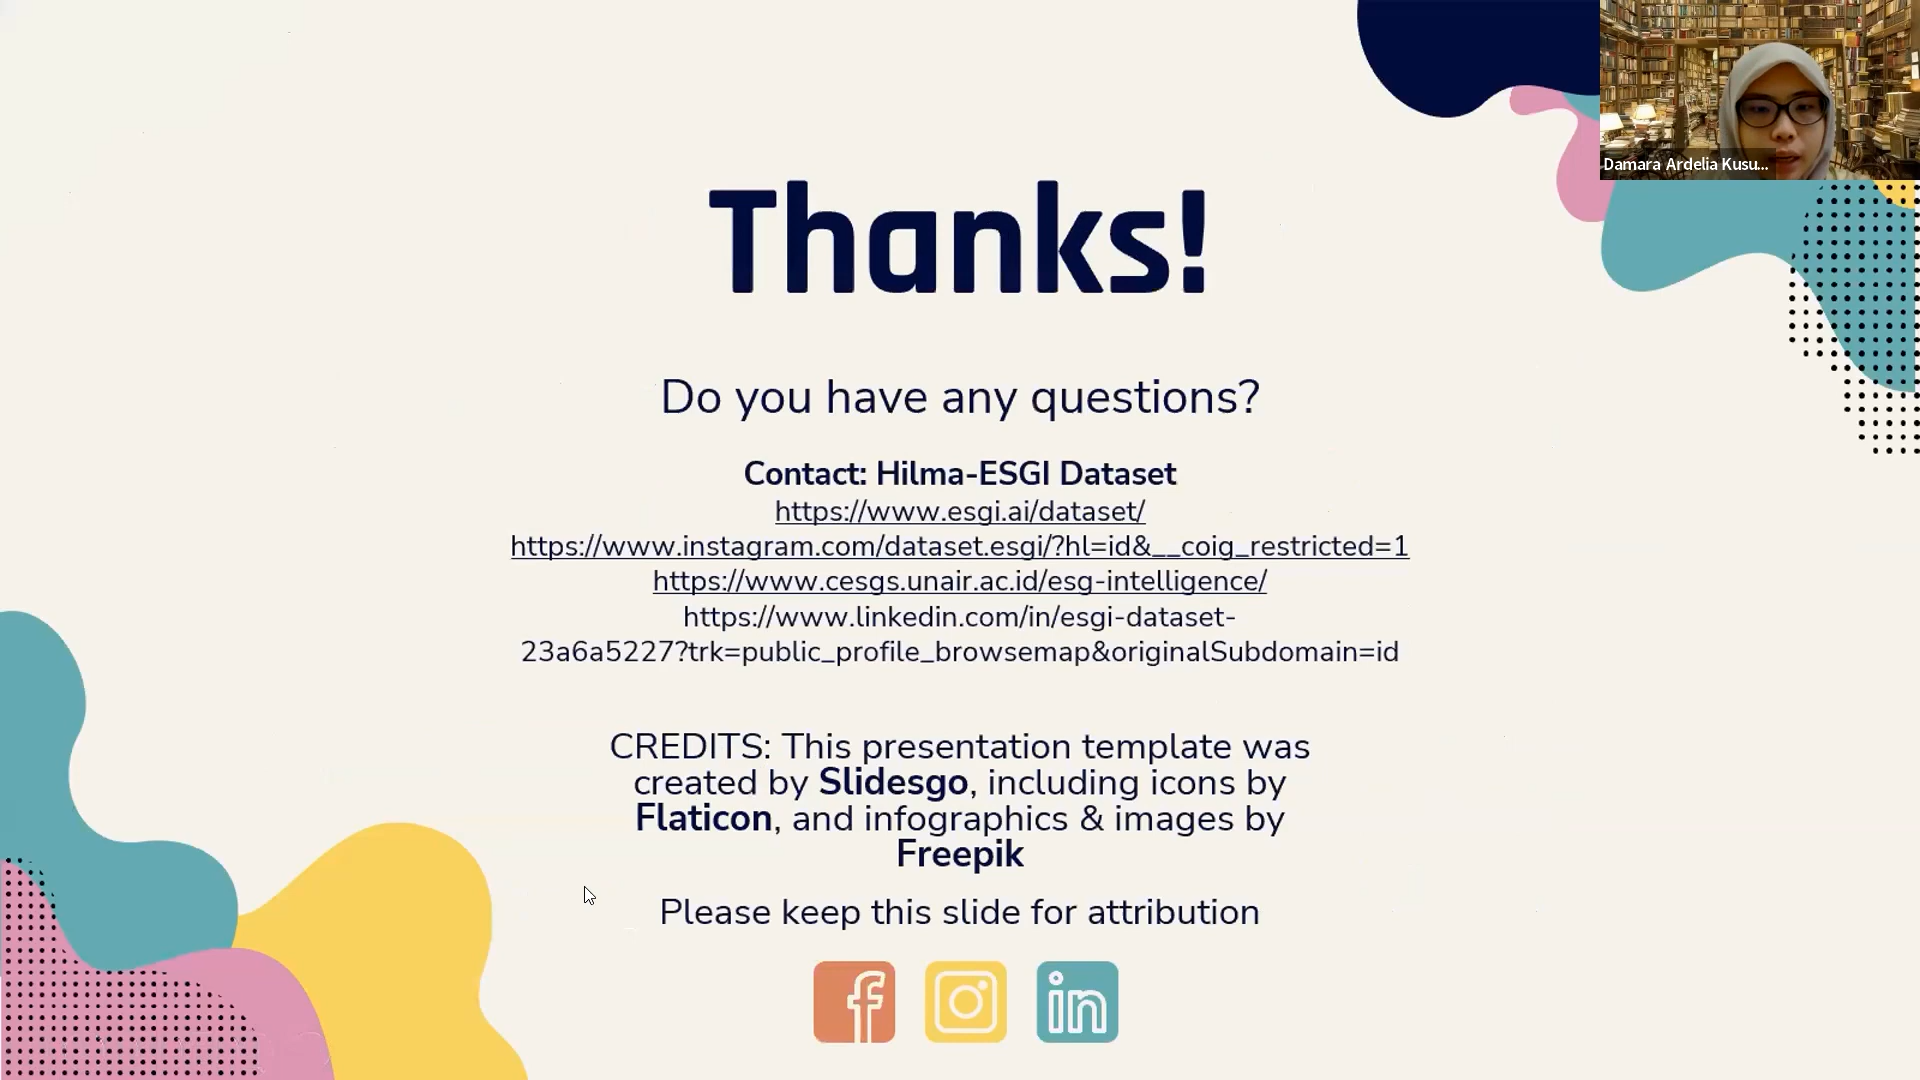 Damara Ardelia Kusu...
Thanks!
Do you have any questions?
Contact: Hilma-ESGI Dataset
https://www.esgi.ai/dataset/
https://www.instagram.com/dataset.esgi/?hl=id&__coig_restricted=1
https://www.cesgs.unair.ac.id/esg-intelligence/
https://www.linkedin.com/in/esgi-dataset-
23a6a5227?trk=public_profile_browsemap&originalSubdomain=id
CREDITS: This presentation template was
created by Slidesgo, including icons by
Flaticon, and infographics & images by
Freepik
Please keep this slide for attribution